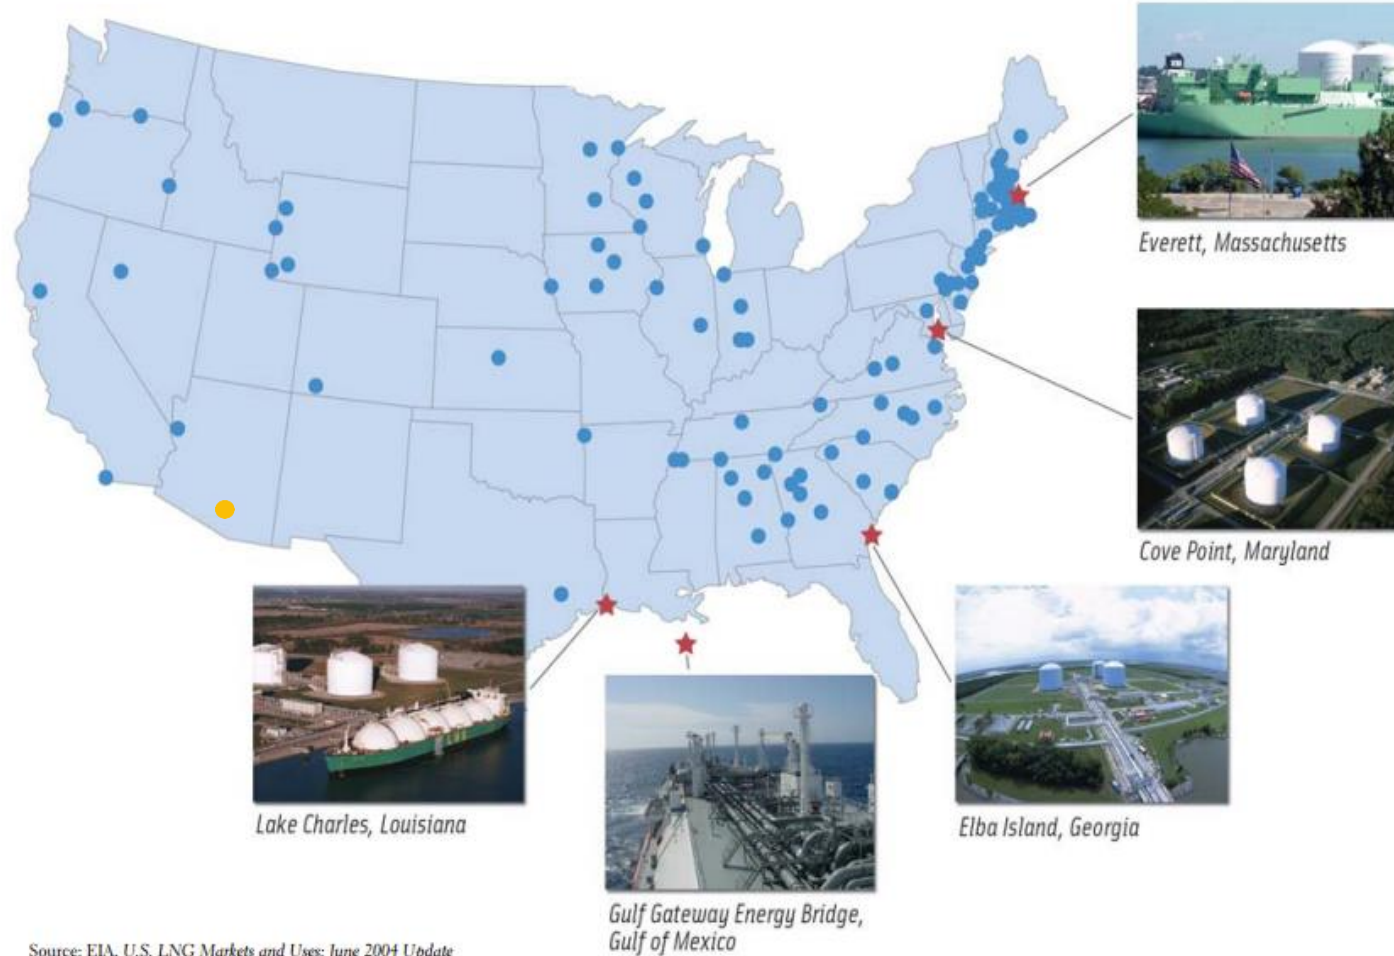 Everett, Massachusetts
Cove Point, Maryland
Lake Charles, Louisiana
Elba Island, Georgia
Gulf Gateway Energy Bridge,
Gulf of Mexico
Source: EIA, U.S. LNG Markets and Uses: June 2004 Update